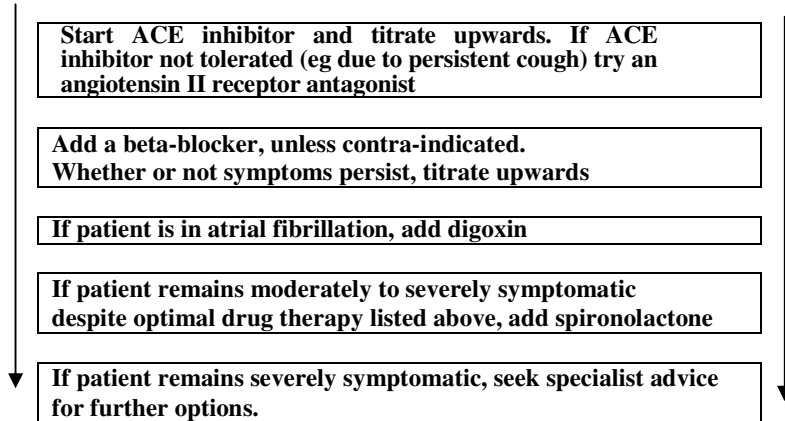 Start ACE inhibitor and titrate upwards. If ACE
inhibitor not tolerated (eg due to persistent cough) try an
angiotensin II receptor antagonist
Add a beta-blocker, unless contra-indicated.
Whether or not symptoms persist, titrate upwards
If patient is in atrial fibrillation, add digoxin
If patient remains moderately to severely symptomatic
despite optimal drug therapy listed above, add spironolactone
If patient remains severely symptomatic, seek specialist advice
for further options.